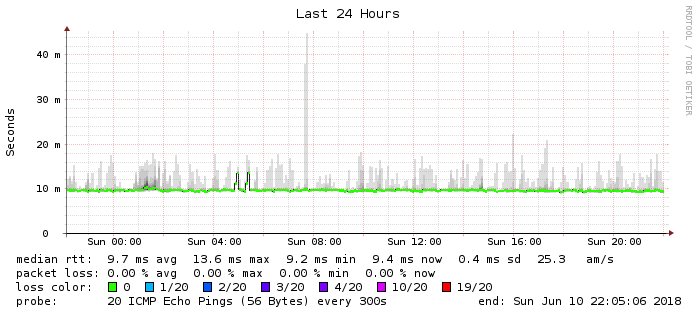 Last 24 Hours
RRDTOOL / TOBI OETIKER
Seconds
40 m
30 m
20 m
10 m
0
Sun 00:00 Sun 04:00 Sun 08:00 Sun 12:00 Sun 16:00 Sun 20:00
median rtt: 9.7 ms avg 13.6 ms max 9.2 ms min 9.4 ms now 0.4 ms sd 25.3 am/s
packet loss: 0.00 % avg 0.00 % max 0.00 % min 0.00 % now
loss color: 0 1/20 2/20 3/20 4/20 10/20 19/20
probe: 20 ICMP Echo Pings (56 Bytes) every 300s end: Sun Jun 10 22:05:06 2018